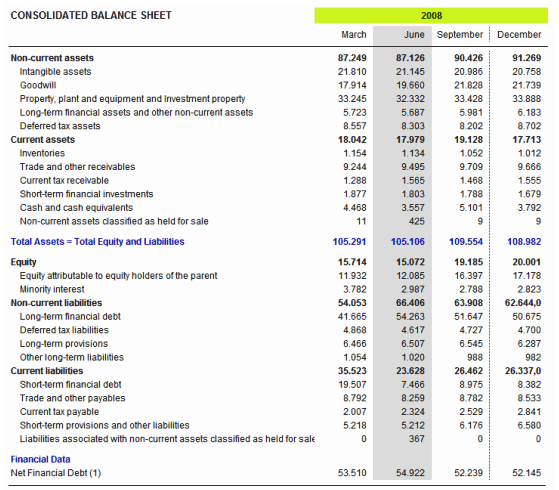 CONSOLIDATED BALANCE SHEET 2008
March June September December
Non-current assets 87.249 87.126 90.426 91.269
Intangible assets 21.810 21.145 20.986 20.758
Goodwill 17.914 19.660 21.828 21.739
Property, plant and equipment and Investment property 33.245 32.332 33.428 33.888
Long-term financial assets and other non-current assets 5.723 5.687 5.981 6.183
Deferred tax assets 8.557 8.303 8.202 8.702
Current assets 18.042 17.979 19.128 17.713
Inventories 1.154 1.134 1.052 1.012
Trade and other receivables 9.244 9.495 9.709 9.666
Current tax receivable 1.288 1.565 1.468 1.555
Short-term financial investments 1.877 1.803 1.788 1.679
Cash and cash equivalents 4.468 3.557 5.101 3.792
Non-current assets classified as held for sale 11 425 9 9
Total Assets = Total Equity and Liabilities 105.291 105.106 109.554 108.982
Equity 15.714 15.072 19.185 20.001
Equity attributable to equity holders of the parent 11.932 12.085 16.397 17.178
Minority interest 3.782 2.987 2.788 2.823
Non-current liabilities 54.053 66.406 63.908 62.644,0
Long-term financial debt 41.665 54.263 51.647 50.675
Deferred tax liabilities 4.868 4.617 4.727 4.700
Long-term provisions 6.466 6.507 6.545 6.287
Other long-term liabilities 1.054 1.020 988 982
Current liabilities 35.523 23.628 26.462 26.337,0
Short-term financial debt 19.507 7.466 8.975 8.382
Trade and other payables 8.792 8.259 8.782 8.533
Current tax payable 2.007 2.324 2.529 2.841
Short-term provisions and other liabilities 5.218 5.212 6.176 6.580
Liabilities associated with non-current assets classified as held for sale 0 367 0 0
Financial Data
Net Financial Debt (1) 53.510 54.922 52.239 52.145